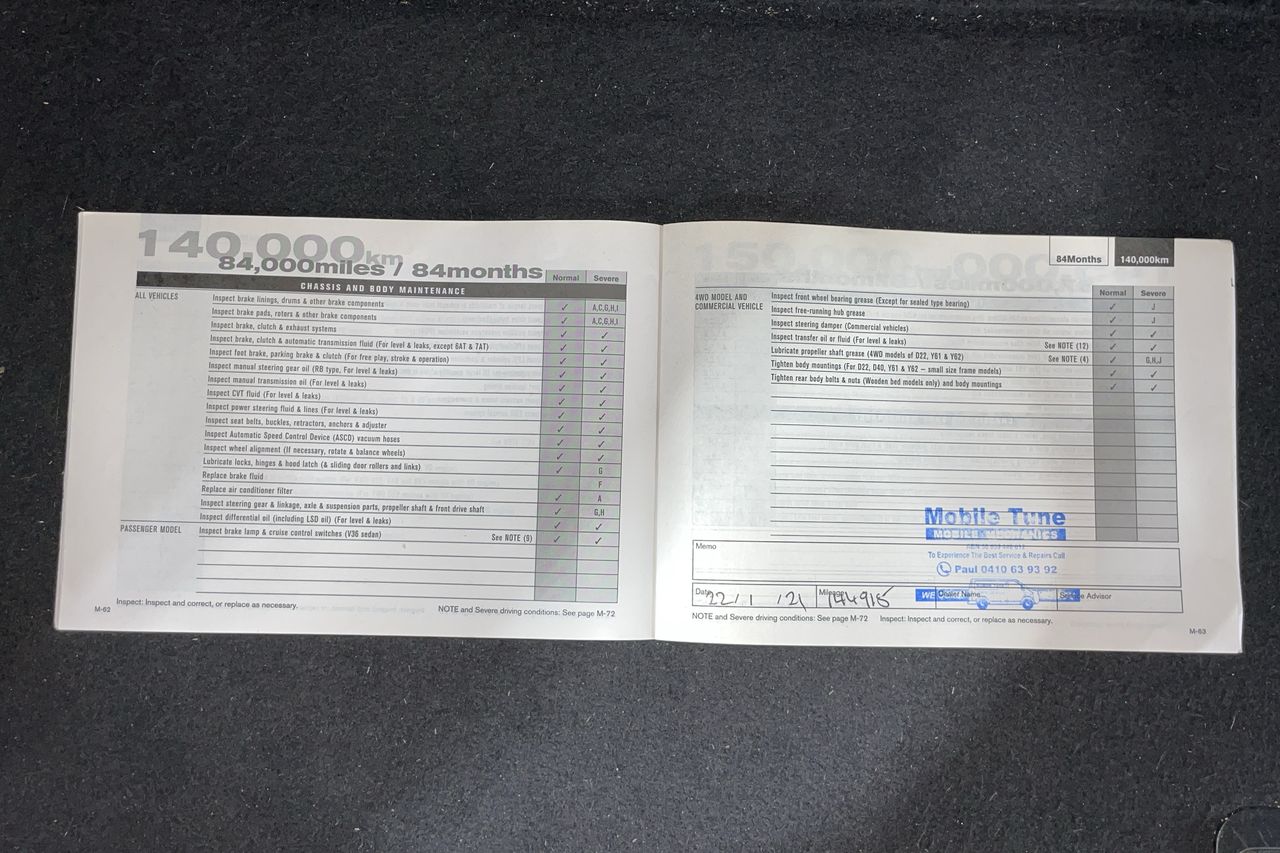 140,000km
84,000miles / 84months
Normal Severe
CHASSIS AND BODY MAINTENANCE
ALL VEHICLES
Inspect brake linings, drums & other brake components ✓ A,C,G,H,I
Inspect brake pads, rotors & other brake components ✓ A,C,G,H,I
Inspect brake, clutch & exhaust systems ✓ ✓
Inspect brake, clutch & automatic transmission fluid (For level & leaks, except 6AT & 7AT) ✓ ✓
Inspect foot brake, parking brake & clutch (For free play, stroke & operation) ✓ ✓
Inspect manual steering gear oil (RB type, For level & leaks) ✓ ✓
Inspect manual transmission oil (For level & leaks) ✓ ✓
Inspect CVT fluid (For level & leaks) ✓ ✓
Inspect power steering fluid & lines (For level & leaks) ✓ ✓
Inspect seat belts, buckles, retractors, anchors & adjuster ✓ ✓
Inspect Automatic Speed Control Device (ASCD) vacuum hoses ✓ ✓
Inspect wheel alignment (If necessary, rotate & balance wheels) ✓ ✓
Lubricate locks, hinges & hood latch (& sliding door rollers and links) ✓ G
Replace brake fluid F
Replace air conditioner filter ✓ A
Inspect steering gear & linkage, axle & suspension parts, propeller shaft & front drive shaft ✓ G,H
Inspect differential oil (including LSD oil) (For level & leaks) ✓ ✓
PASSENGER MODEL
Inspect brake lamp & cruise control switches (V36 sedan) See NOTE (9) ✓ ✓
Inspect: Inspect and correct, or replace as necessary.
M-62
NOTE and Severe driving conditions: See page M-72
84Months 140,000km
Normal Severe
4WD MODEL AND
COMMERCIAL VEHICLE
Inspect front wheel bearing grease (Except for sealed type bearing) ✓ J
Inspect free-running hub grease ✓ ✓
Inspect steering damper (Commercial vehicles) ✓ ✓
Inspect transfer oil or fluid (For level & leaks) See NOTE (12) ✓ ✓
Lubricate propeller shaft grease (4WD models of D22, Y61 & Y62) See NOTE (4) ✓ G,H,J
Tighten body mountings (For D22, D40, Y61 & Y62 – small size frame models) ✓ ✓
Tighten rear body bolts & nuts (Wooden bed models only) and body mountings ✓ ✓
Mobile Tune
MOBILE MECHANICS
To Experience The Best Service & Repairs Call
Paul 0410 63 93 92
Memo
Date 22/1/21 Mileage 144915 WE Dealer Name Service Advisor
NOTE and Severe driving conditions: See page M-72 Inspect: Inspect and correct, or replace as necessary.
M-63